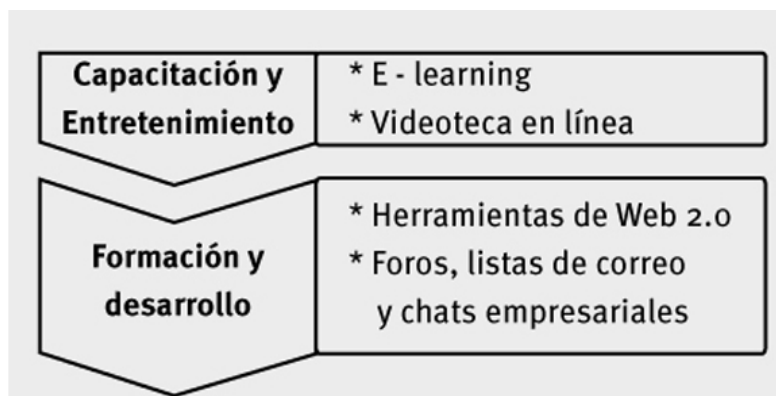 Capacitación y
Entretenimiento
* E - learning
* Videoteca en línea
Formación y
desarrollo
* Herramientas de Web 2.0
* Foros, listas de correo
y chats empresariales